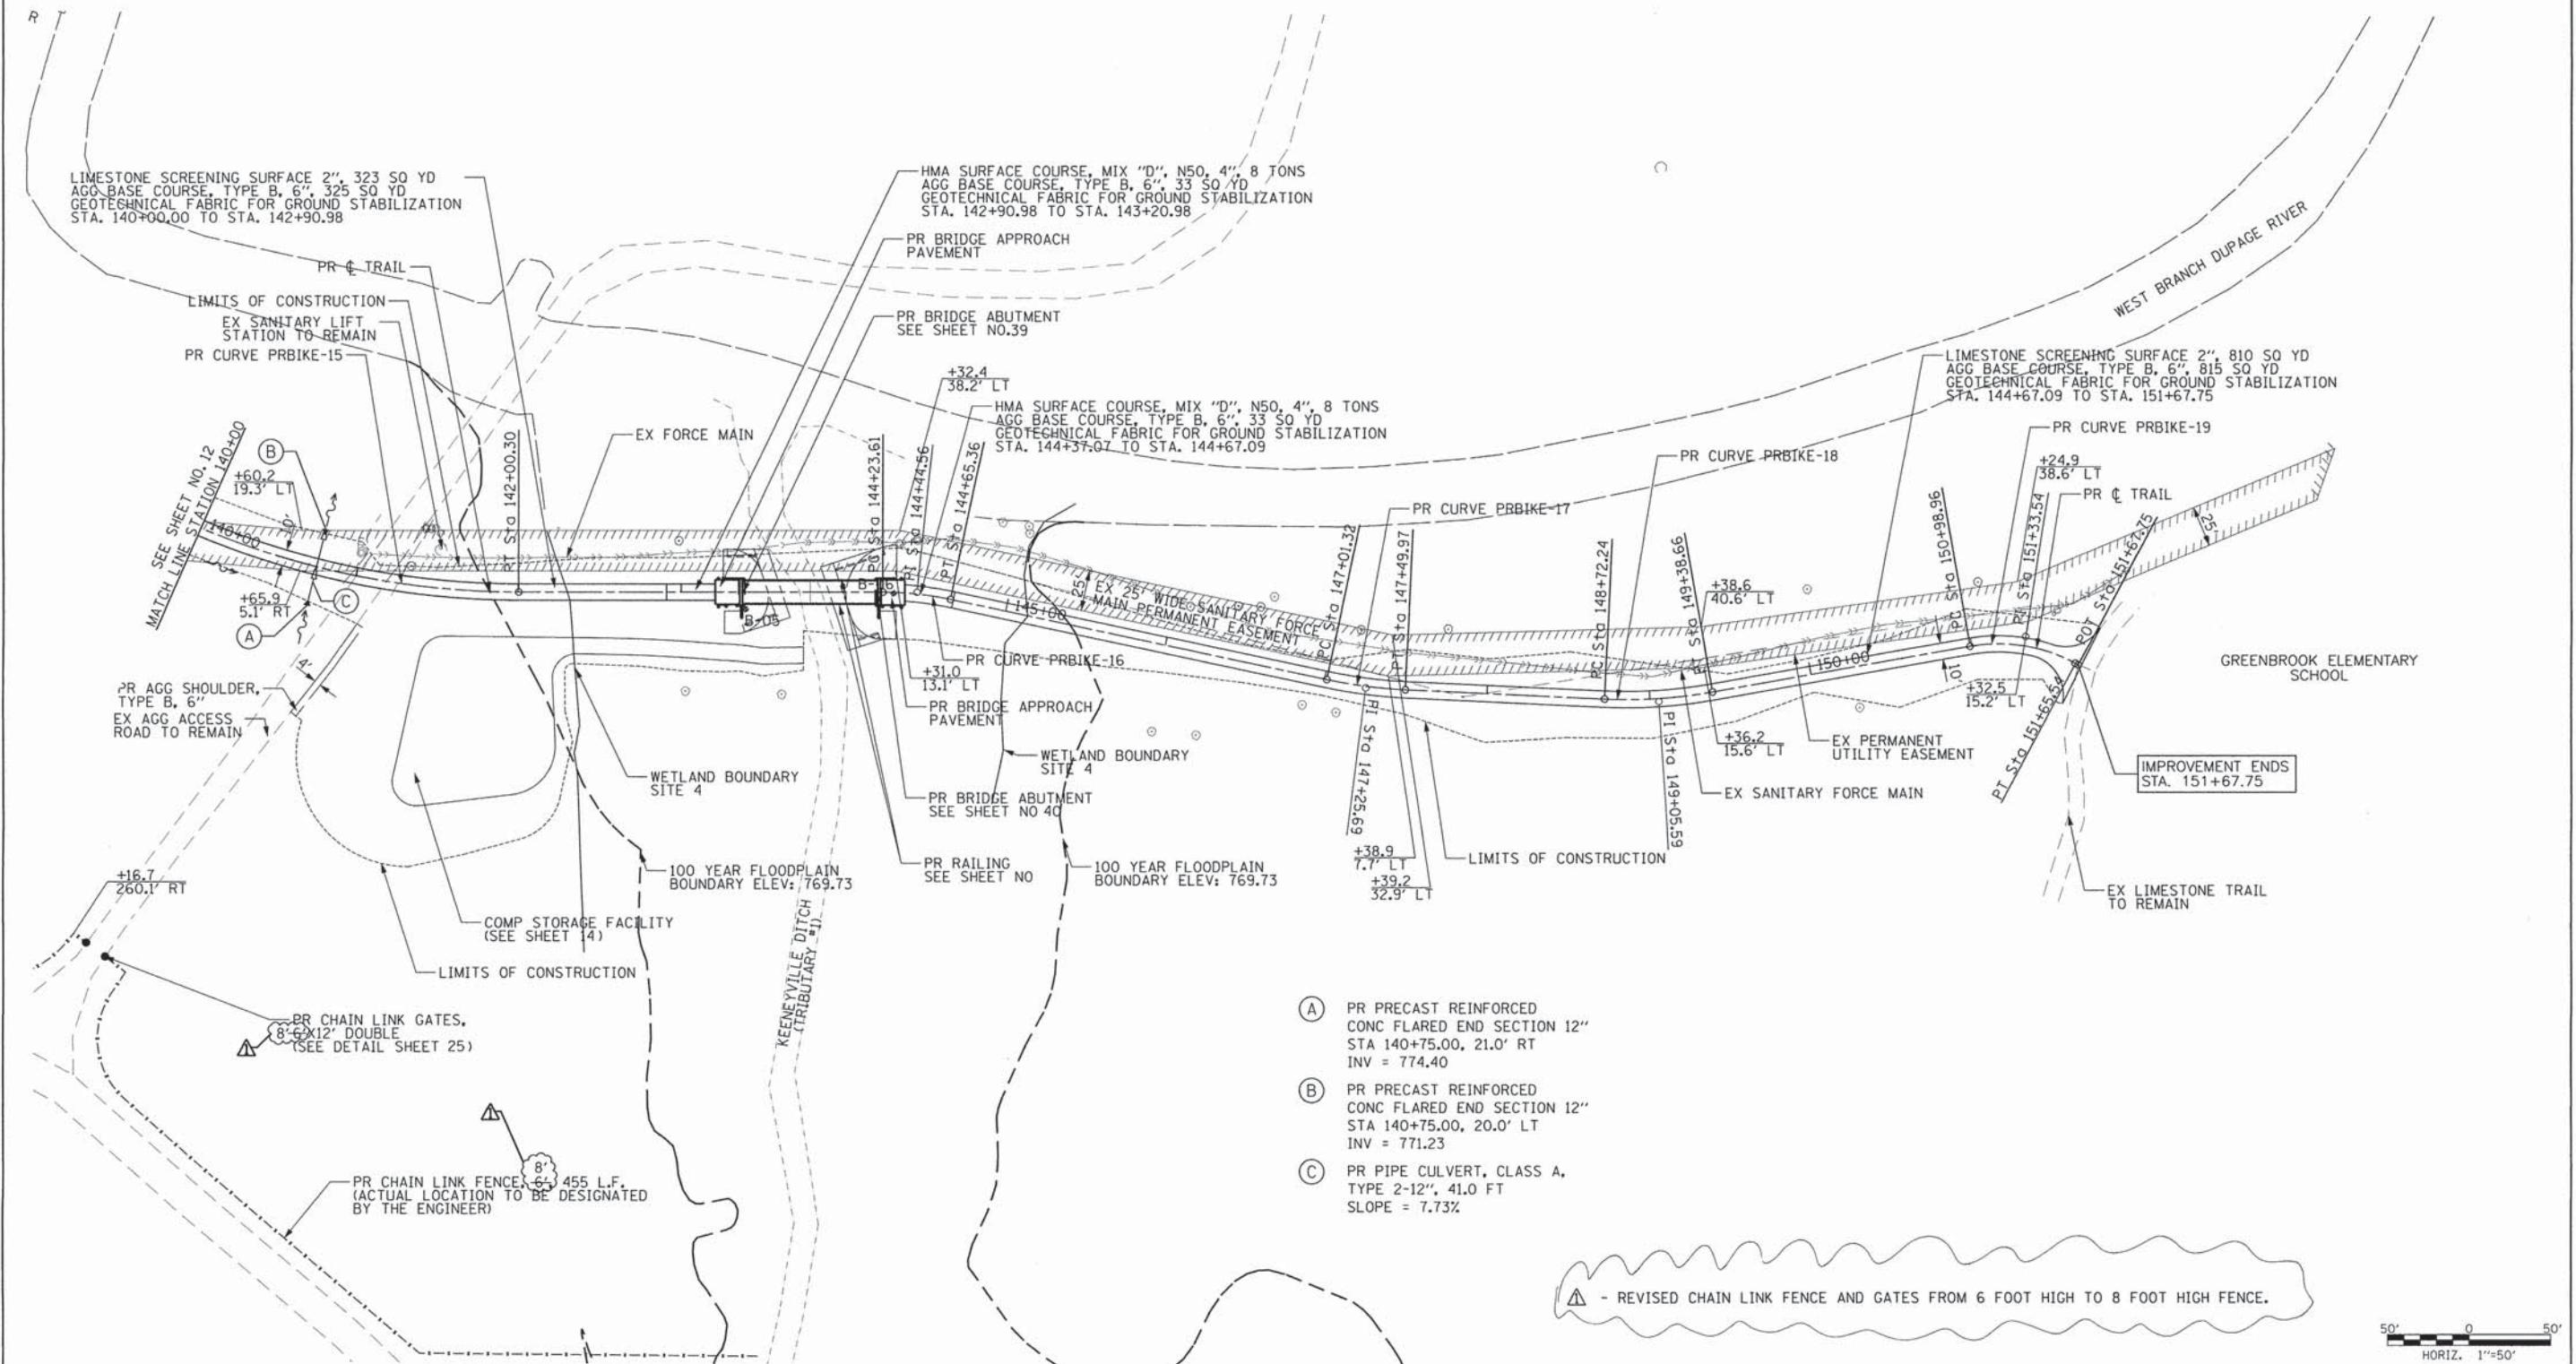 R
LIMESTONE SCREENING SURFACE 2", 323 SQ YD
AGG BASE COURSE, TYPE B, 6", 325 SQ YD
GEOTECHNICAL FABRIC FOR GROUND STABILIZATION
STA. 140+00.00 TO STA. 142+90.98
PR ℄ TRAIL
LIMITS OF CONSTRUCTION
EX SANITARY LIFT
STATION TO REMAIN
PR CURVE PRBIKE-15
HMA SURFACE COURSE, MIX "D", N50, 4", 8 TONS
AGG BASE COURSE, TYPE B, 6", 33 SQ YD
GEOTECHNICAL FABRIC FOR GROUND STABILIZATION
STA. 142+90.98 TO STA. 143+20.98
PR BRIDGE APPROACH
PAVEMENT
PR BRIDGE ABUTMENT
SEE SHEET NO.39
+32.4
38.2' LT
HMA SURFACE COURSE, MIX "D", N50, 4", 8 TONS
AGG BASE COURSE, TYPE B, 6", 33 SQ YD
GEOTECHNICAL FABRIC FOR GROUND STABILIZATION
STA. 144+37.07 TO STA. 144+67.09
WEST BRANCH DUPAGE RIVER
LIMESTONE SCREENING SURFACE 2", 810 SQ YD
AGG BASE COURSE, TYPE B, 6", 815 SQ YD
GEOTECHNICAL FABRIC FOR GROUND STABILIZATION
STA. 144+67.09 TO STA. 151+67.75
PR CURVE PRBIKE-19
+24.9
38.6' LT
PR ℄ TRAIL
PR CURVE PRBIKE-18
PR CURVE PRBIKE-17
EX FORCE MAIN
SEE SHEET NO. 12
MATCH LINE STATION 140+00
B
+60.2
19.3' LT
140+00
10'
+65.9
5.1' RT
A
C
PT Sta 142+00.30
PC Sta 144+23.61
PI Sta 144+44.56
PT Sta 144+65.36
B-05
B-06
145+00
25'
EX 25' WIDE SANITARY FORCE
MAIN PERMANENT EASEMENT
PC Sta 147+01.32
PT Sta 147+49.97
PC Sta 148+72.24
PT Sta 149+38.66
+38.6
40.6' LT
150+00
PC Sta 150+98.96
PI Sta 151+33.54
POT Sta 151+67.75
25'
10'
+32.5
15.2' LT
GREENBROOK ELEMENTARY
SCHOOL
PT Sta 151+65.54
IMPROVEMENT ENDS
STA. 151+67.75
EX LIMESTONE TRAIL
TO REMAIN
+36.2
15.6' LT
EX PERMANENT
UTILITY EASEMENT
EX SANITARY FORCE MAIN
PI Sta 149+05.59
PI Sta 147+25.69
+38.9
7.7' LT
+39.2
32.9' LT
LIMITS OF CONSTRUCTION
PR CURVE PRBIKE-16
+31.0
13.1' LT
PR BRIDGE APPROACH
PAVEMENT
WETLAND BOUNDARY
SITE 4
PR BRIDGE ABUTMENT
SEE SHEET NO 40
PR RAILING
SEE SHEET NO
100 YEAR FLOODPLAIN
BOUNDARY ELEV: 769.73
4'
PR AGG SHOULDER,
TYPE B, 6"
EX AGG ACCESS
ROAD TO REMAIN
WETLAND BOUNDARY
SITE 4
100 YEAR FLOODPLAIN
BOUNDARY ELEV: 769.73
KEENEYVILLE DITCH
(TRIBUTARY #1)
+16.7
260.1' RT
COMP STORAGE FACILITY
(SEE SHEET 14)
LIMITS OF CONSTRUCTION
PR CHAIN LINK GATES,
8'-6'X12' DOUBLE
(SEE DETAIL SHEET 25)
1
1
8'
PR CHAIN LINK FENCE, 6', 455 L.F.
(ACTUAL LOCATION TO BE DESIGNATED
BY THE ENGINEER)
A PR PRECAST REINFORCED
CONC FLARED END SECTION 12"
STA 140+75.00, 21.0' RT
INV = 774.40
B PR PRECAST REINFORCED
CONC FLARED END SECTION 12"
STA 140+75.00, 20.0' LT
INV = 771.23
C PR PIPE CULVERT, CLASS A,
TYPE 2-12", 41.0 FT
SLOPE = 7.73%
1 - REVISED CHAIN LINK FENCE AND GATES FROM 6 FOOT HIGH TO 8 FOOT HIGH FENCE.
50' 0 50'
HORIZ. 1"=50'